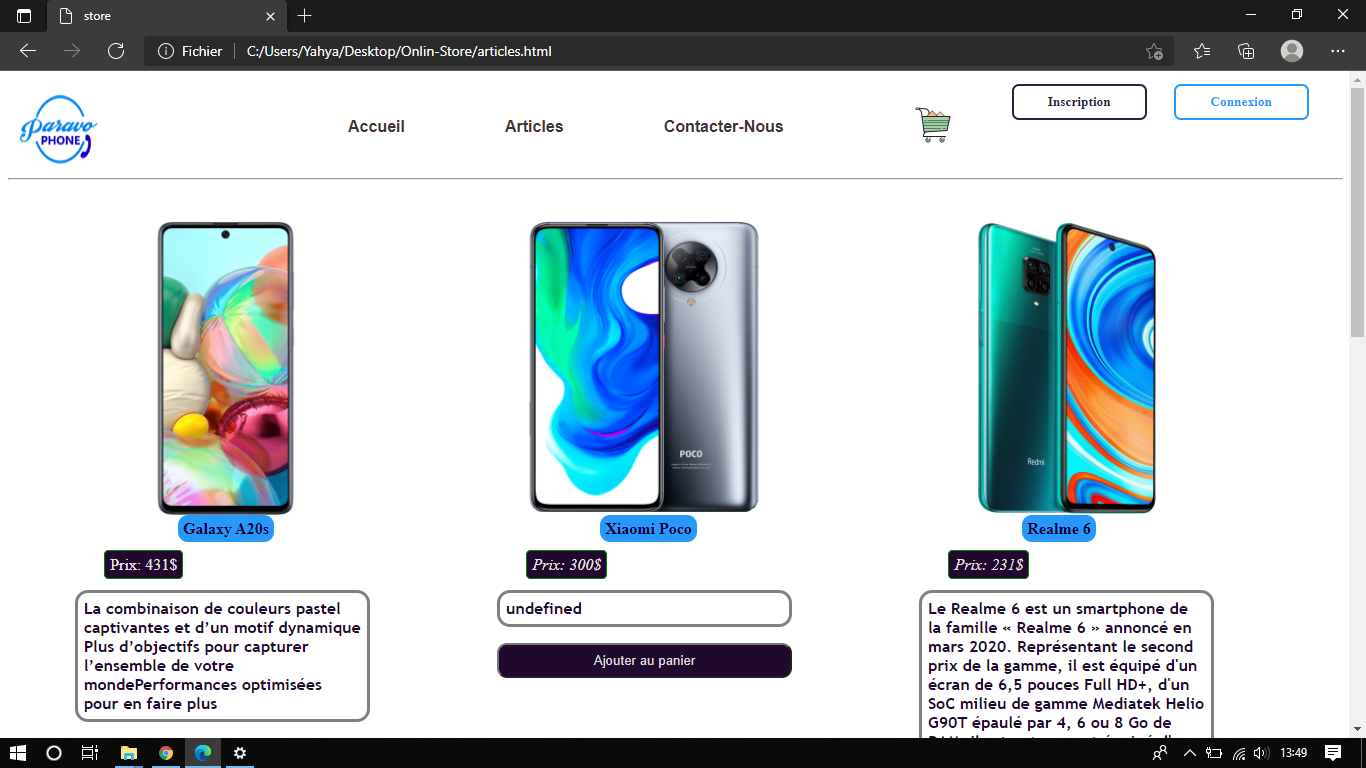 store
Fichier
C:/Users/Yahya/Desktop/Onlin-Store/articles.html
Paravo
PHONE
Accueil
Articles
Contacter-Nous
Inscription
Connexion
POCO
Redmi
Galaxy A20s
Xiaomi Poco
Realme 6
Prix: 431$
Prix: 300$
Prix: 231$
La combinaison de couleurs pastel
captivantes et d’un motif dynamique
Plus d’objectifs pour capturer
l’ensemble de votre
mondePerformances optimisées
pour en faire plus
undefined
Ajouter au panier
Le Realme 6 est un smartphone de
la famille « Realme 6 » annoncé en
mars 2020. Représentant le second
prix de la gamme, il est équipé d'un
écran de 6,5 pouces Full HD+, d'un
SoC milieu de gamme Mediatek Helio
G90T épaulé par 4, 6 ou 8 Go de
13:49